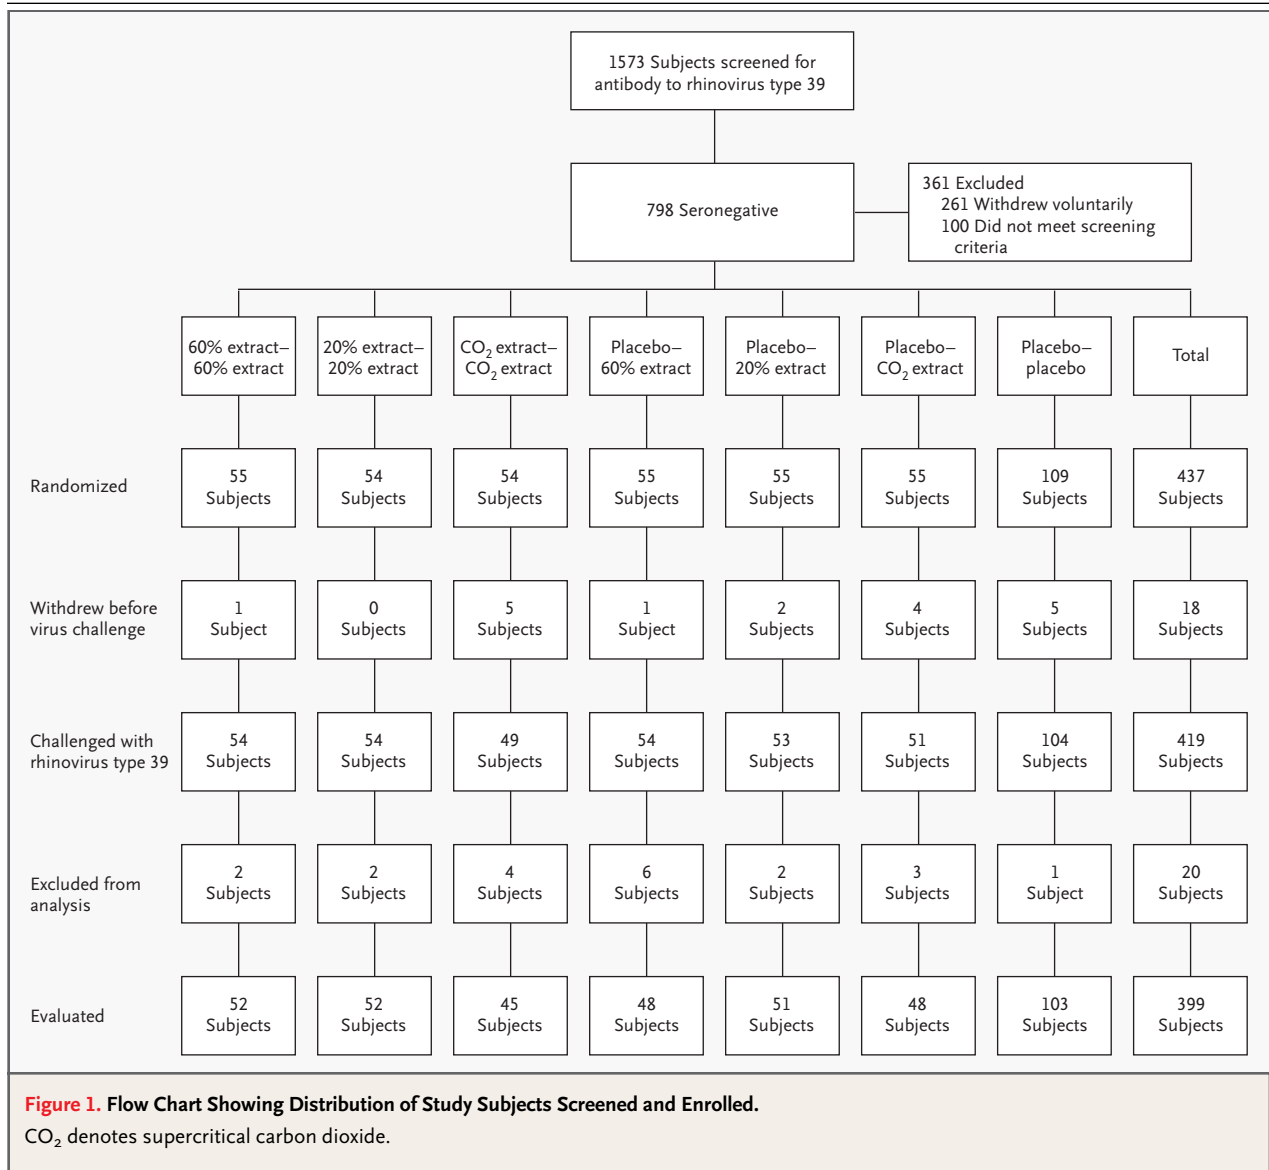 1573 Subjects screened for
antibody to rhinovirus type 39
798 Seronegative
361 Excluded
261 Withdrew voluntarily
100 Did not meet screening
criteria
60% extract–
60% extract
20% extract–
20% extract
CO₂ extract–
CO₂ extract
Placebo–
60% extract
Placebo–
20% extract
Placebo–
CO₂ extract
Placebo–
placebo
Total
Randomized
55
Subjects
54
Subjects
54
Subjects
55
Subjects
55
Subjects
55
Subjects
109
Subjects
437
Subjects
Withdrew before
virus challenge
1
Subject
0
Subjects
5
Subjects
1
Subject
2
Subjects
4
Subjects
5
Subjects
18
Subjects
Challenged with
rhinovirus type 39
54
Subjects
54
Subjects
49
Subjects
54
Subjects
53
Subjects
51
Subjects
104
Subjects
419
Subjects
Excluded from
analysis
2
Subjects
2
Subjects
4
Subjects
6
Subjects
2
Subjects
3
Subjects
1
Subject
20
Subjects
Evaluated
52
Subjects
52
Subjects
45
Subjects
48
Subjects
51
Subjects
48
Subjects
103
Subjects
399
Subjects
Figure 1. Flow Chart Showing Distribution of Study Subjects Screened and Enrolled.
CO₂ denotes supercritical carbon dioxide.